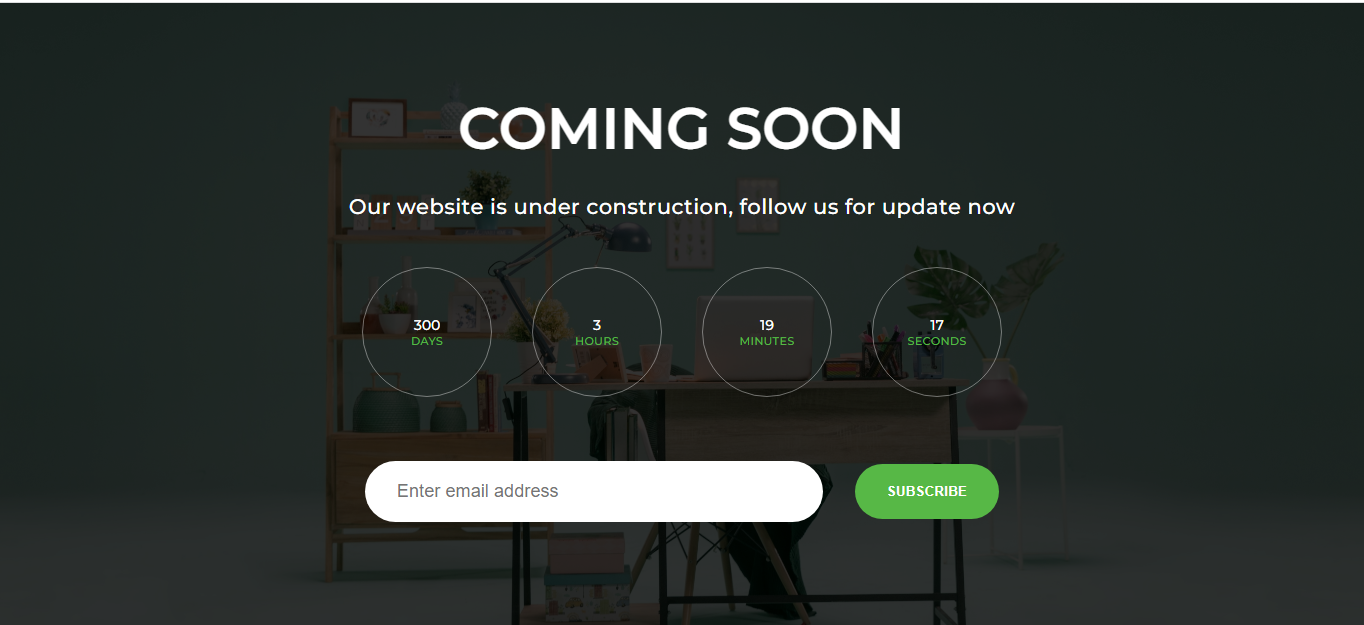 COMING SOON
Our website is under construction, follow us for update now
300
DAYS
3
HOURS
19
MINUTES
17
SECONDS
Enter email address
SUBSCRIBE